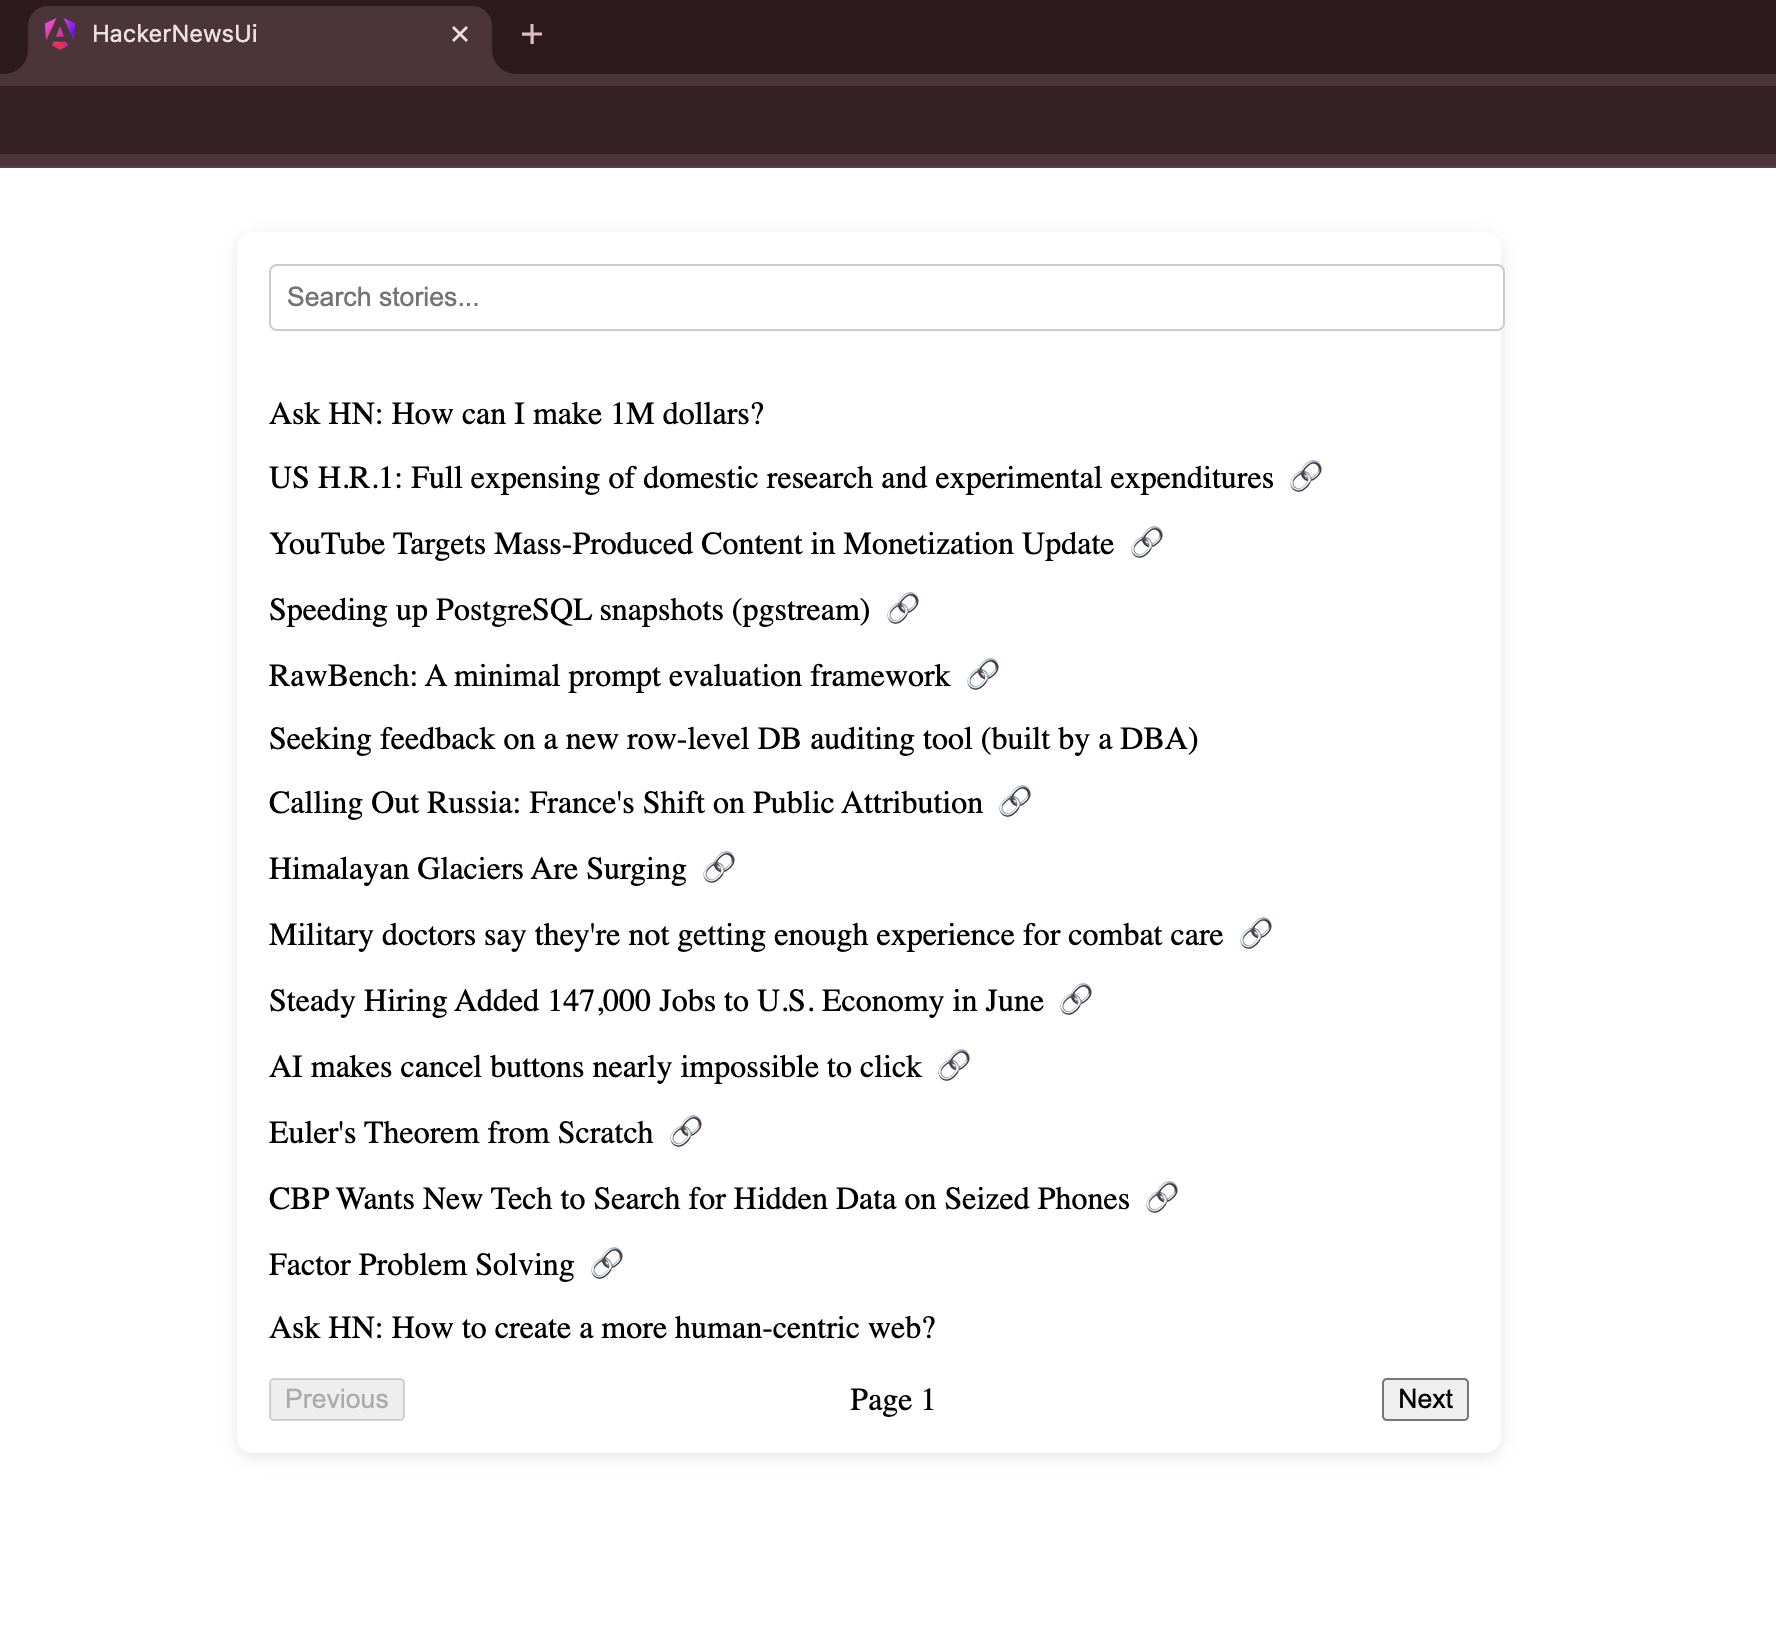 HackerNewsUi
Search stories...
Ask HN: How can I make 1M dollars?
US H.R.1: Full expensing of domestic research and experimental expenditures
YouTube Targets Mass-Produced Content in Monetization Update
Speeding up PostgreSQL snapshots (pgstream)
RawBench: A minimal prompt evaluation framework
Seeking feedback on a new row-level DB auditing tool (built by a DBA)
Calling Out Russia: France's Shift on Public Attribution
Himalayan Glaciers Are Surging
Military doctors say they're not getting enough experience for combat care
Steady Hiring Added 147,000 Jobs to U.S. Economy in June
AI makes cancel buttons nearly impossible to click
Euler's Theorem from Scratch
CBP Wants New Tech to Search for Hidden Data on Seized Phones
Factor Problem Solving
Ask HN: How to create a more human-centric web?
Previous Page 1 Next